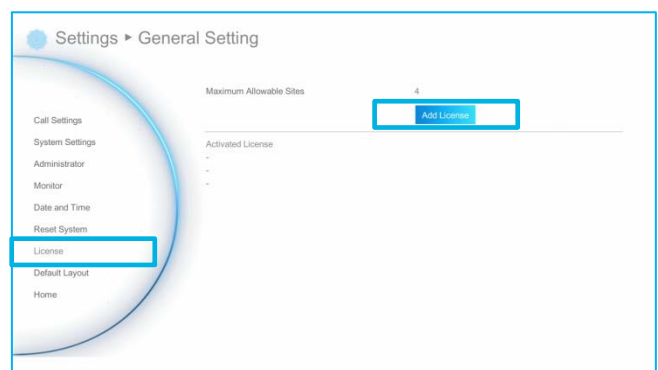 Settings ▸ General Setting
Maximum Allowable Sites 4
Add License
Call Settings
System Settings
Activated License
-
-
-
Administrator
Monitor
Date and Time
Reset System
License
Default Layout
Home